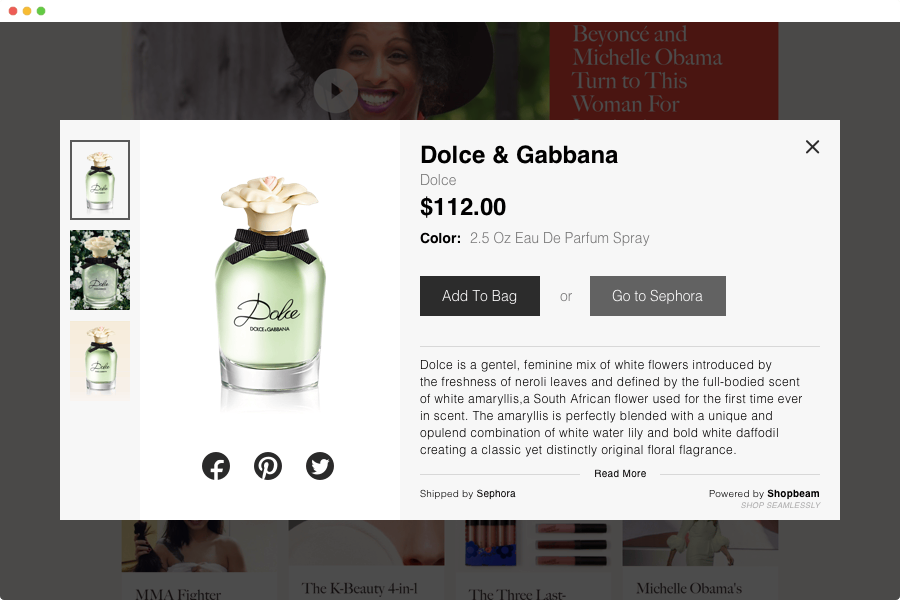 Beyoncé and
Michelle Obama
Turn to This
Woman For
Dolce & Gabbana
Dolce
$112.00
Color: 2.5 Oz Eau De Parfum Spray
Add To Bag or Go to Sephora
Dolce
DOLCE & GABBANA
Dolce is a gentel, feminine mix of white flowers introduced by
the freshness of neroli leaves and defined by the full-bodied scent
of white amaryllis,a South African flower used for the first time ever
in scent. The amaryllis is perfectly blended with a unique and
opulend combination of white water lily and bold white daffodil
creating a classic yet distinctly original floral flagrance.
Read More
Shipped by Sephora
Powered by Shopbeam
SHOP SEAMLESSLY
MMA Fighter
The K-Beauty 4-in-1
The Three Last-
Michelle Obama's